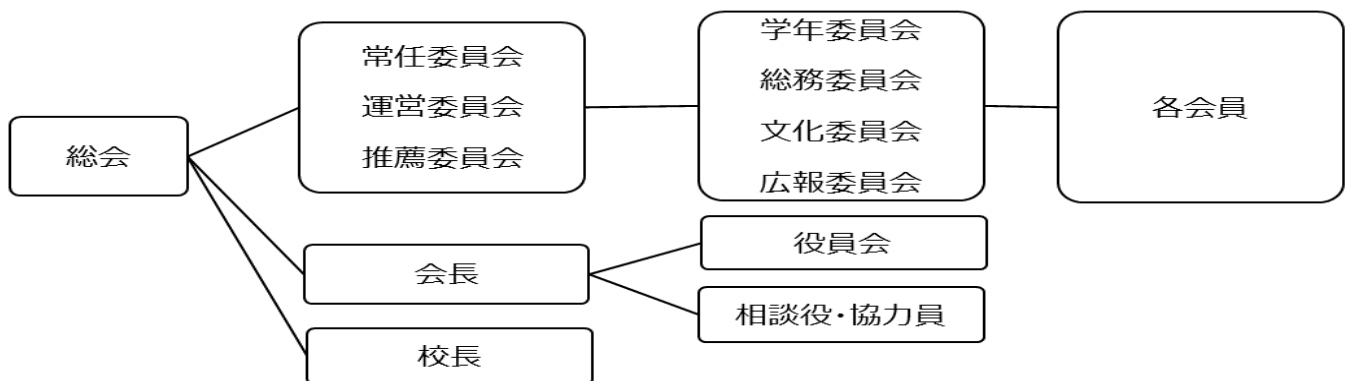 総会
常任委員会
運営委員会
推薦委員会
学年委員会
総務委員会
文化委員会
広報委員会
各会員
会長
役員会
相談役・協力員
校長